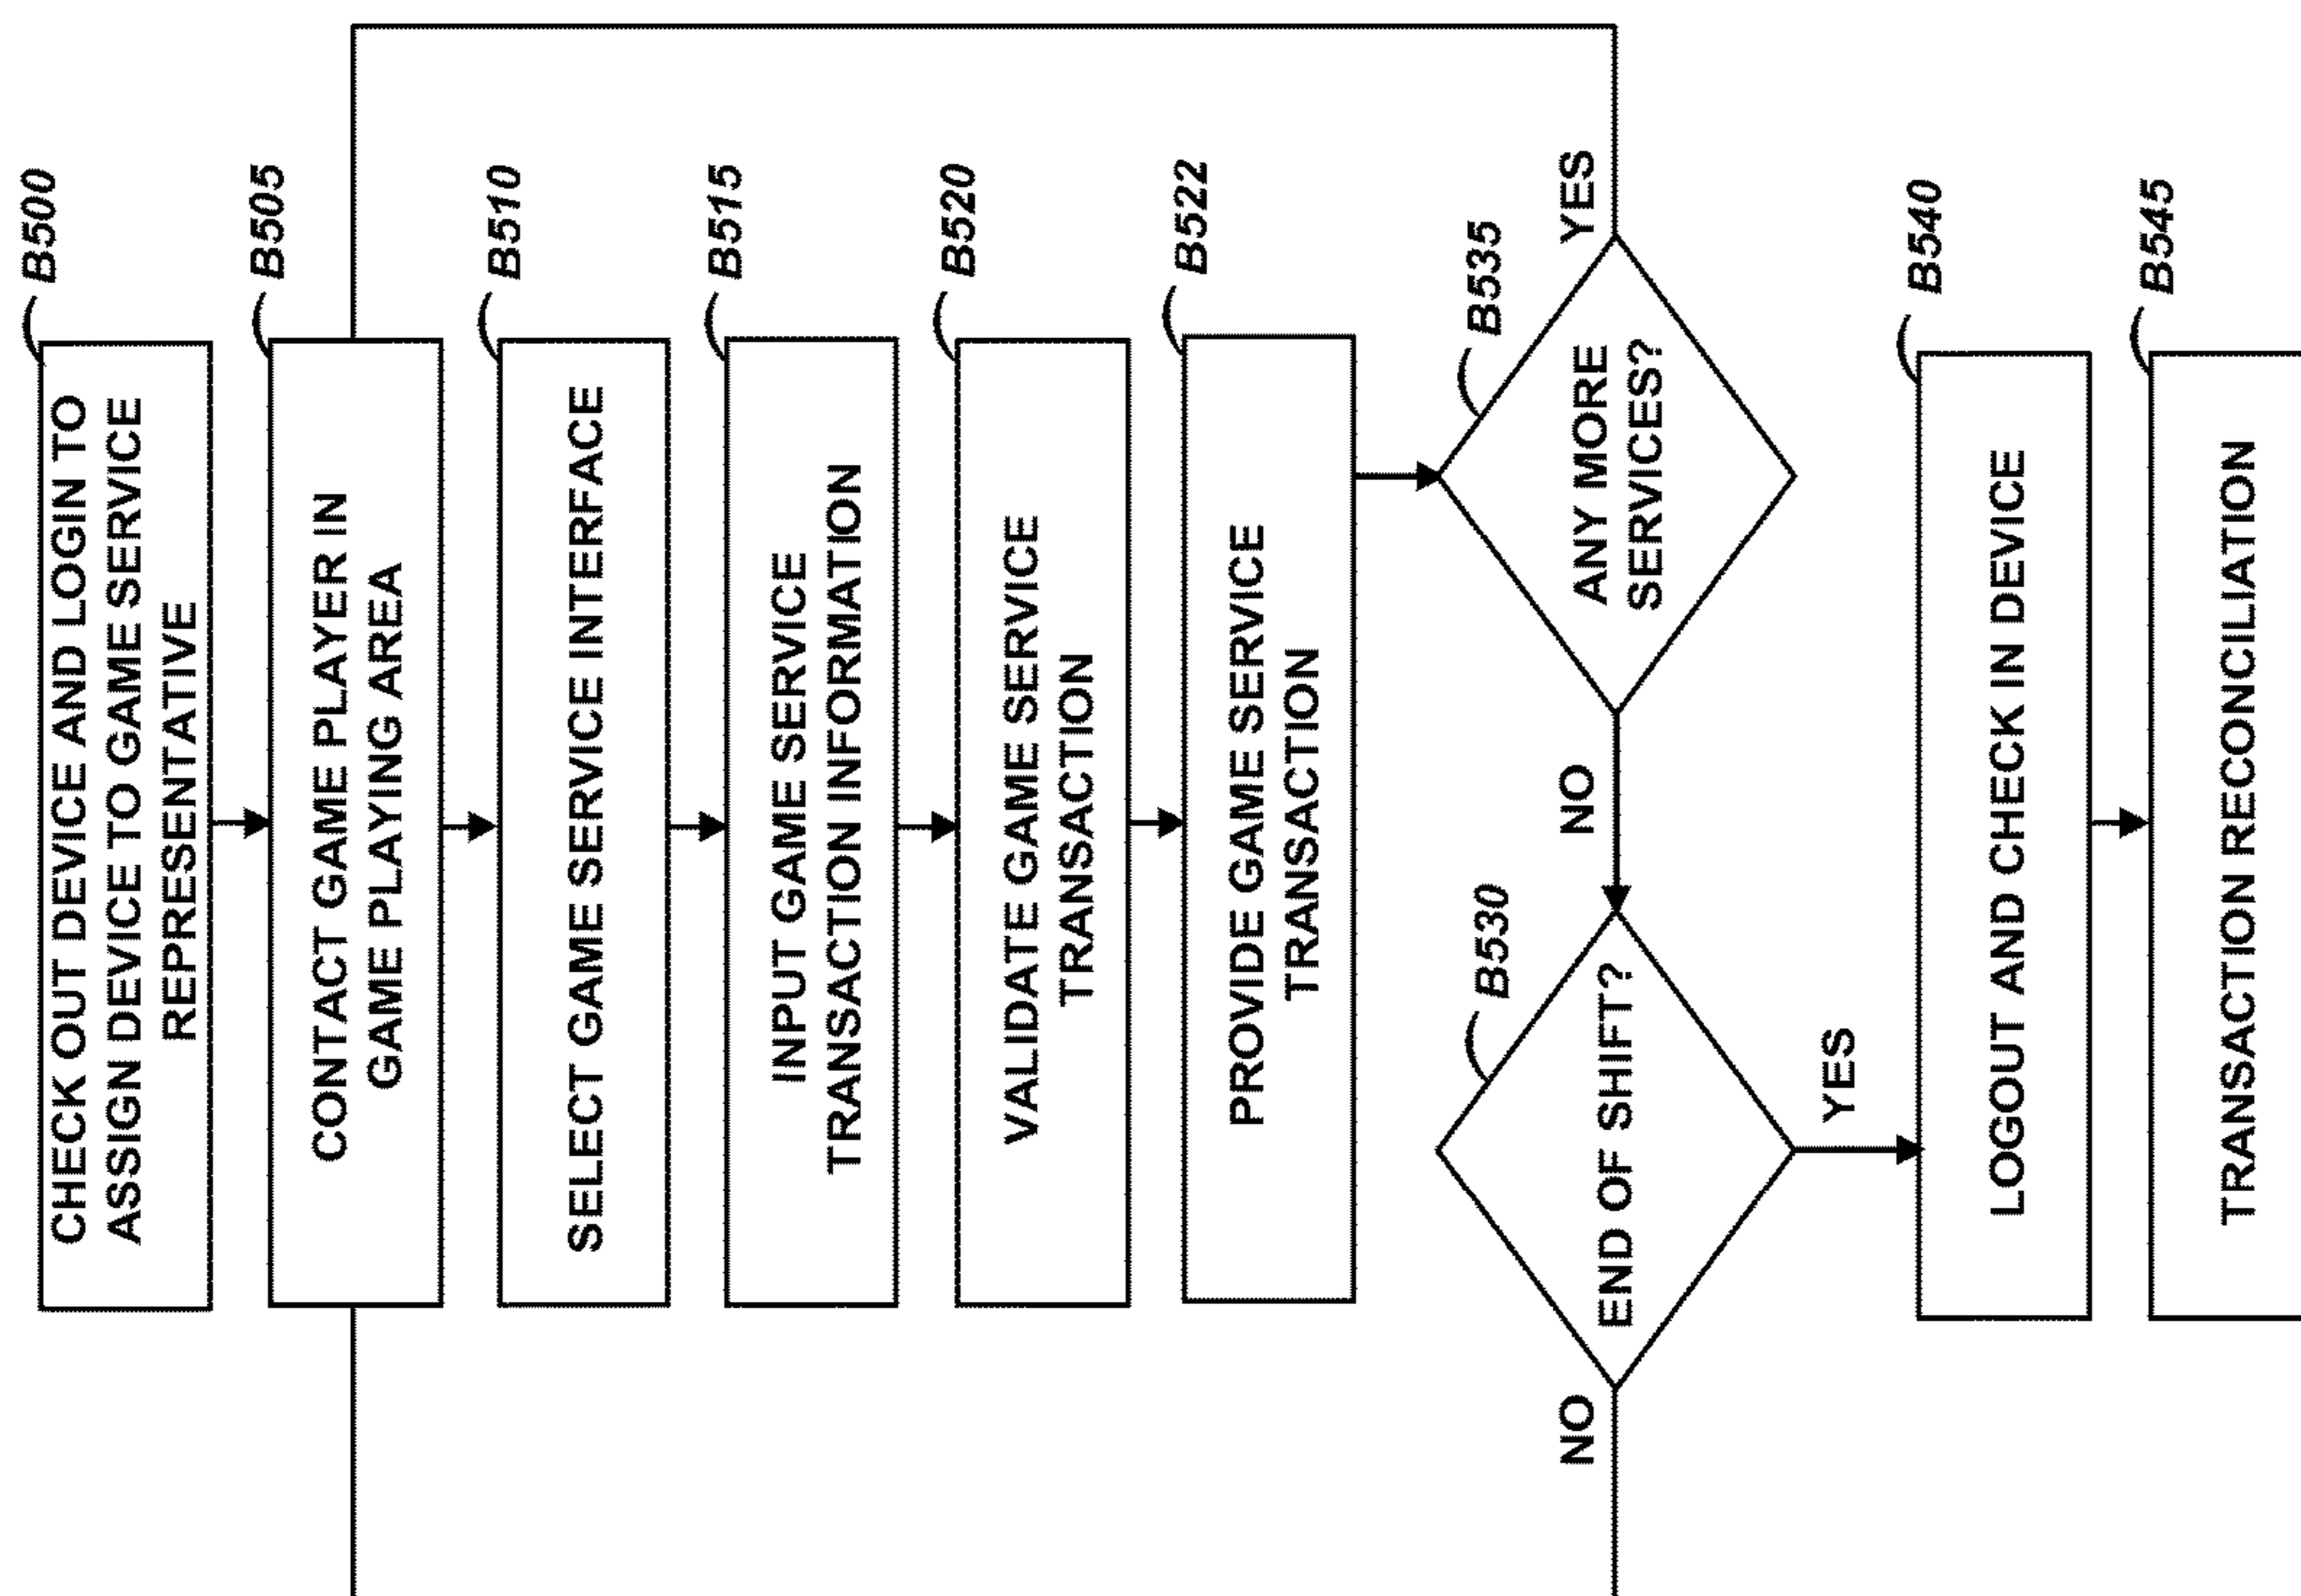 B500
CHECK OUT DEVICE AND LOGIN TO
ASSIGN DEVICE TO GAME SERVICE
REPRESENTATIVE
B505
CONTACT GAME PLAYER IN
GAME PLAYING AREA
B510
SELECT GAME SERVICE INTERFACE
B515
INPUT GAME SERVICE
TRANSACTION INFORMATION
B520
VALIDATE GAME SERVICE
TRANSACTION
B522
PROVIDE GAME SERVICE
TRANSACTION
B535
ANY MORE
SERVICES?
YES
NO
B530
END OF SHIFT?
NO
YES
B540
LOGOUT AND CHECK IN DEVICE
B545
TRANSACTION RECONCILIATION